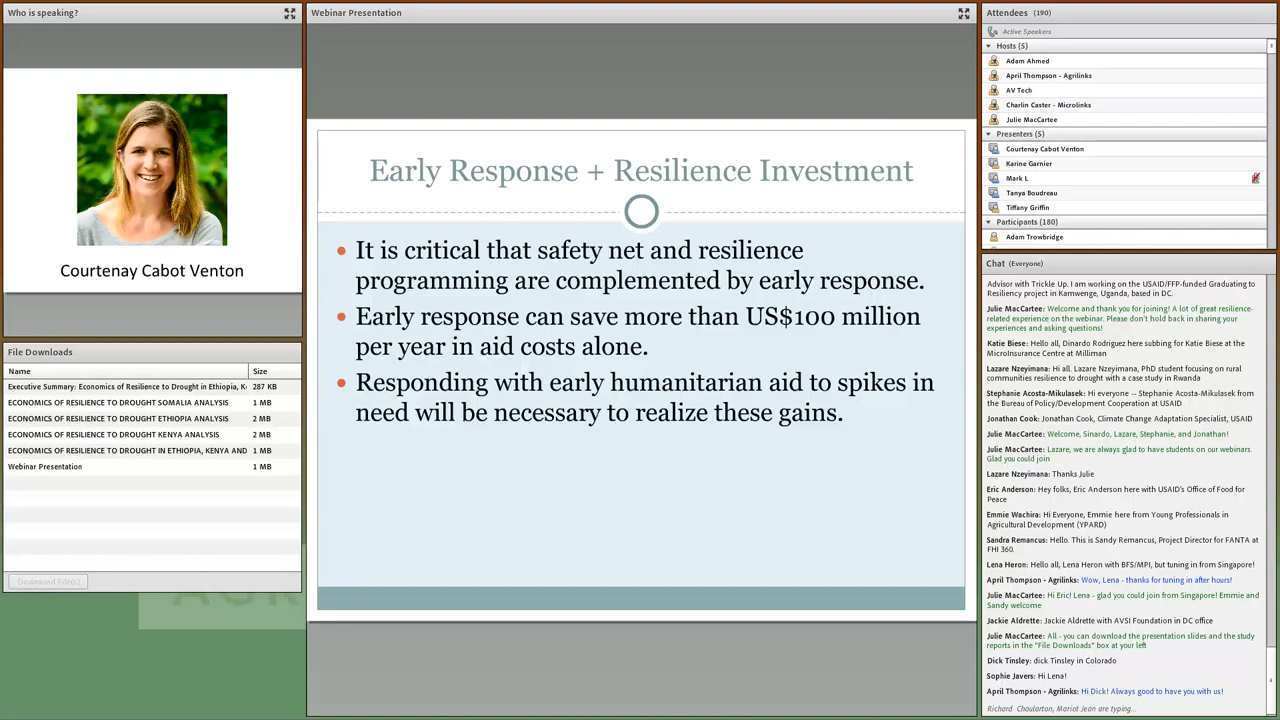 Who is speaking?
Courtenay Cabot Venton
File Downloads
Name Size
Executive Summary: Economics of Resilience to Drought in Ethiopia, K 287 KB
ECONOMICS OF RESILIENCE TO DROUGHT SOMALIA ANALYSIS 1 MB
ECONOMICS OF RESILIENCE TO DROUGHT ETHIOPIA ANALYSIS 2 MB
ECONOMICS OF RESILIENCE TO DROUGHT KENYA ANALYSIS 2 MB
ECONOMICS OF RESILIENCE TO DROUGHT IN ETHIOPIA, KENYA AND 1 MB
Webinar Presentation 1 MB
Download File(s)
Webinar Presentation
Early Response + Resilience Investment
• It is critical that safety net and resilience
programming are complemented by early response.
• Early response can save more than US$100 million
per year in aid costs alone.
• Responding with early humanitarian aid to spikes in
need will be necessary to realize these gains.
Attendees (190)
Active Speakers
Hosts (5)
Adam Ahmed
April Thompson - Agrilinks
AV Tech
Charlin Caster - Microlinks
Julie MacCartee
Presenters (5)
Courtenay Cabot Venton
Karine Garnier
Mark L
Tanya Boudreau
Tiffany Griffin
Participants (180)
Adam Trowbridge
Chat (Everyone)
Advisor with Trickle Up. I am working on the USAID/FFP-funded Graduating to
Resiliency project in Kamwenge, Uganda, based in DC.
Julie MacCartee: Welcome and thank you for joining! A lot of great resilience-
related experience on the webinar. Please don't hold back in sharing your
experiences and asking questions!
Katie Biese: Hello all, Dinardo Rodriguez here subbing for Katie Biese at the
MicroInsurance Centre at Milliman
Lazare Nzeyimana: Hi all. Lazare Nzeyimana, PhD student focusing on rural
communities resilience to drought with a case study in Rwanda
Stephanie Acosta-Mikulasek: Hi everyone -- Stephanie Acosta-Mikulasek from
the Bureau of Policy/Development Cooperation at USAID
Jonathan Cook: Jonathan Cook, Climate Change Adaptation Specialist, USAID
Julie MacCartee: Welcome, Sinardo, Lazare, Stephanie, and Jonathan!
Julie MacCartee: Lazare, we are always glad to have students on our webinars.
Glad you could join
Lazare Nzeyimana: Thanks Julie
Eric Anderson: Hey folks, Eric Anderson here with USAID's Office of Food for
Peace
Emmie Wachira: Hi Everyone, Emmie here from Young Professionals in
Agricultural Development (YPARD)
Sandra Remancus: Hello. This is Sandy Remancus, Project Director for FANTA at
FHI 360.
Lena Heron: Hello all, Lena Heron with BFS/MPI, but tuning in from Singapore!
April Thompson - Agrilinks: Wow, Lena - thanks for tuning in after hours!
Julie MacCartee: Hi Eric! Lena - glad you could join from Singapore! Emmie and
Sandy welcome
Jackie Aldrette: Jackie Aldrette with AVSI Foundation in DC office
Julie MacCartee: All - you can download the presentation slides and the study
reports in the "File Downloads" box at your left
Dick Tinsley: dick Tinsley in Colorado
Sophie Javers: Hi Lena!
April Thompson - Agrilinks: Hi Dick! Always good to have you with us!
Richard Choularton, Mariot Jean are typing...